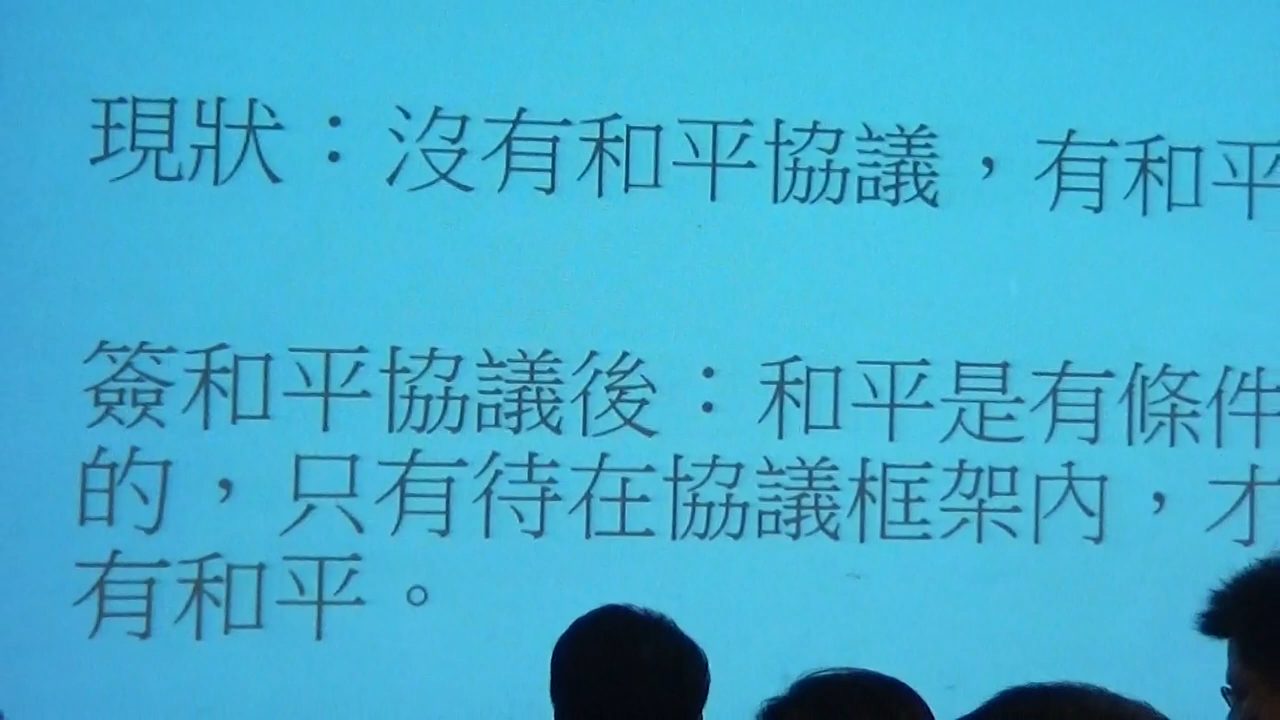 現狀：沒有和平協議，有和平
簽和平協議後：和平是有條件
的，只有待在協議框架內，才
有和平。